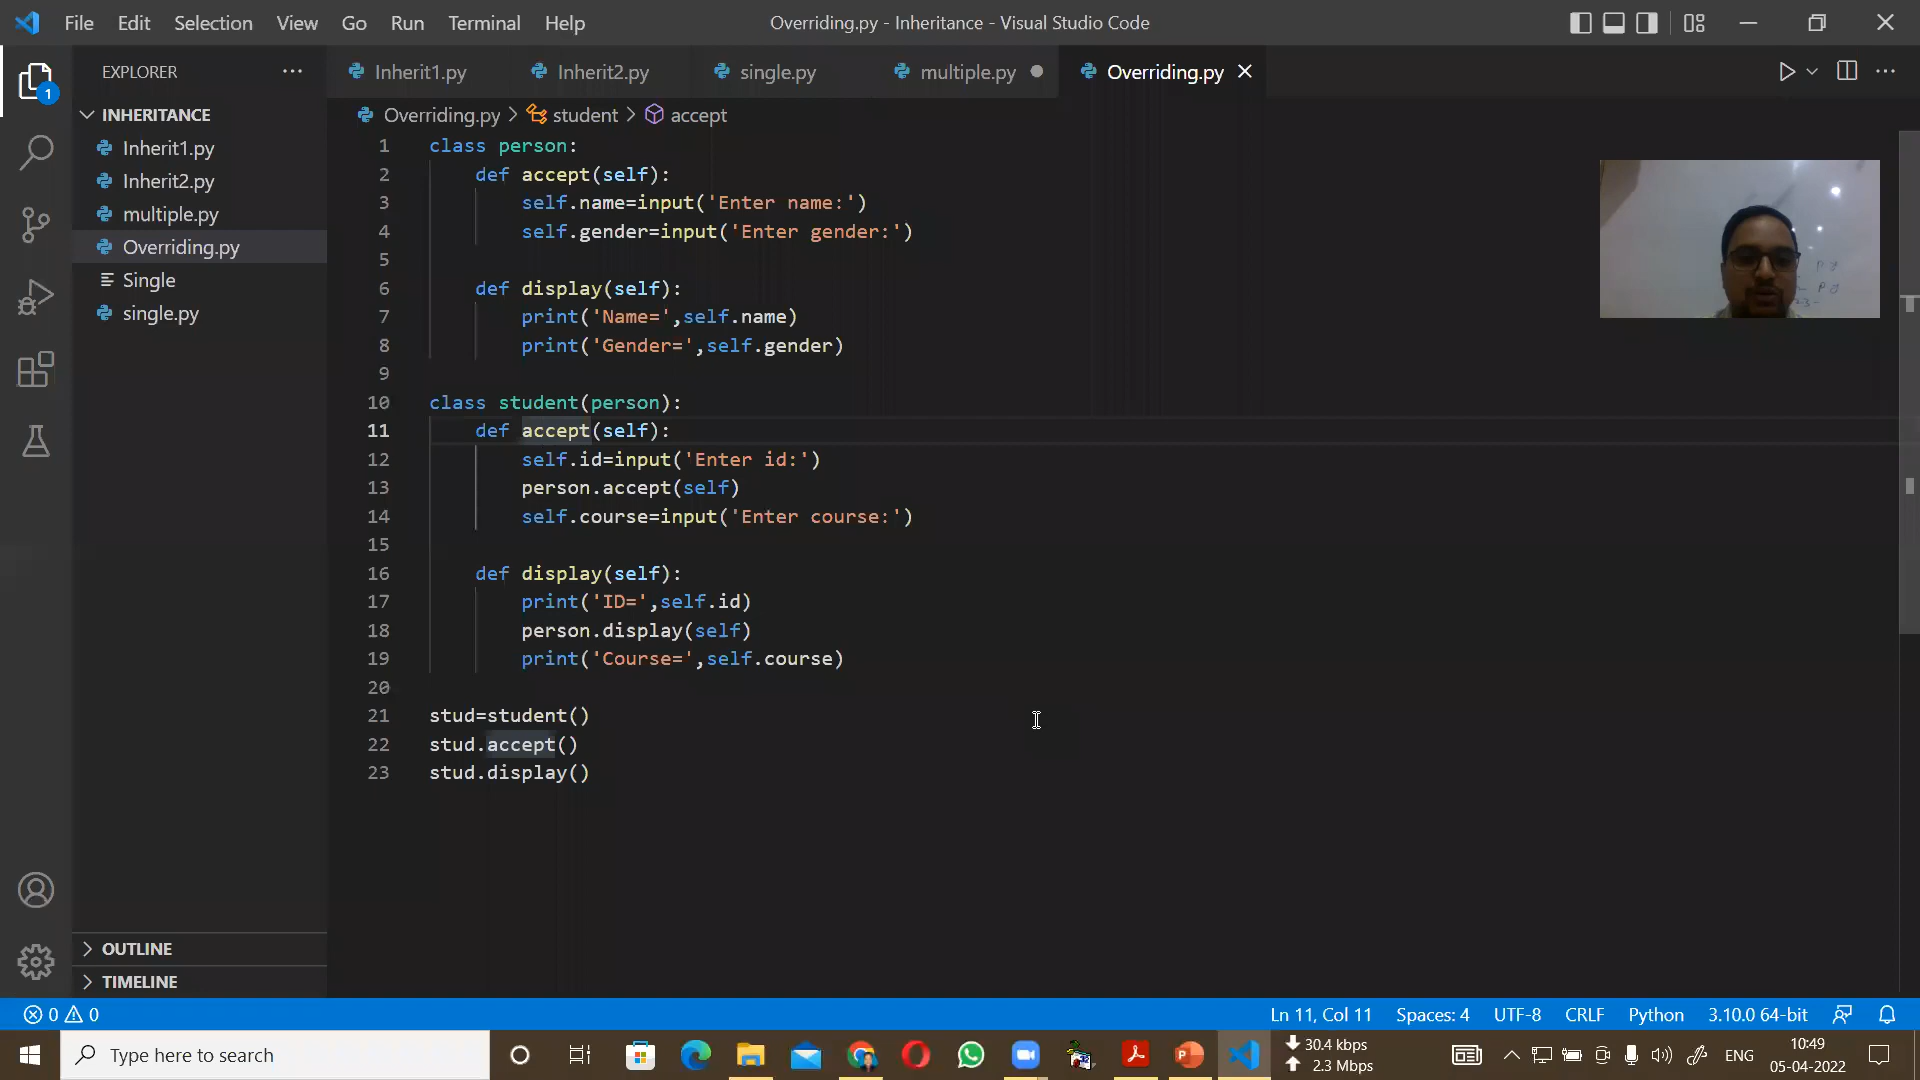 File Edit Selection View Go Run Terminal Help
Overriding.py - Inheritance - Visual Studio Code
EXPLORER
Inherit1.py Inherit2.py single.py multiple.py Overriding.py
INHERITANCE
Inherit1.py
Inherit2.py
multiple.py
Overriding.py
Single
single.py
OUTLINE
TIMELINE
1
Overriding.py > student > accept
1 class person:
2 def accept(self):
3 self.name=input('Enter name:')
4 self.gender=input('Enter gender:')
5
6 def display(self):
7 print('Name=',self.name)
8 print('Gender=',self.gender)
9
10 class student(person):
11 def accept(self):
12 self.id=input('Enter id:')
13 person.accept(self)
14 self.course=input('Enter course:')
15
16 def display(self):
17 print('ID=',self.id)
18 person.display(self)
19 print('Course=',self.course)
20
21 stud=student()
22 stud.accept()
23 stud.display()
0 0
Ln 11, Col 11 Spaces: 4 UTF-8 CRLF Python 3.10.0 64-bit
Type here to search
30.4 kbps
2.3 Mbps
ENG
10:49
05-04-2022